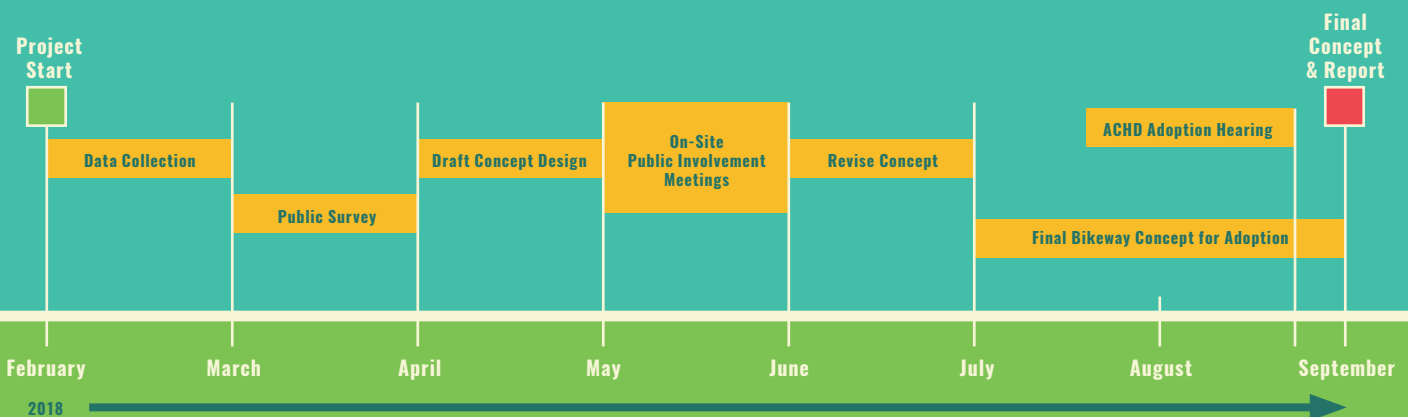 Project
Start
Final
Concept
& Report
Data Collection
Public Survey
Draft Concept Design
On-Site
Public Involvement
Meetings
Revise Concept
ACHD Adoption Hearing
Final Bikeway Concept for Adoption
February
March
April
May
June
July
August
September
2018